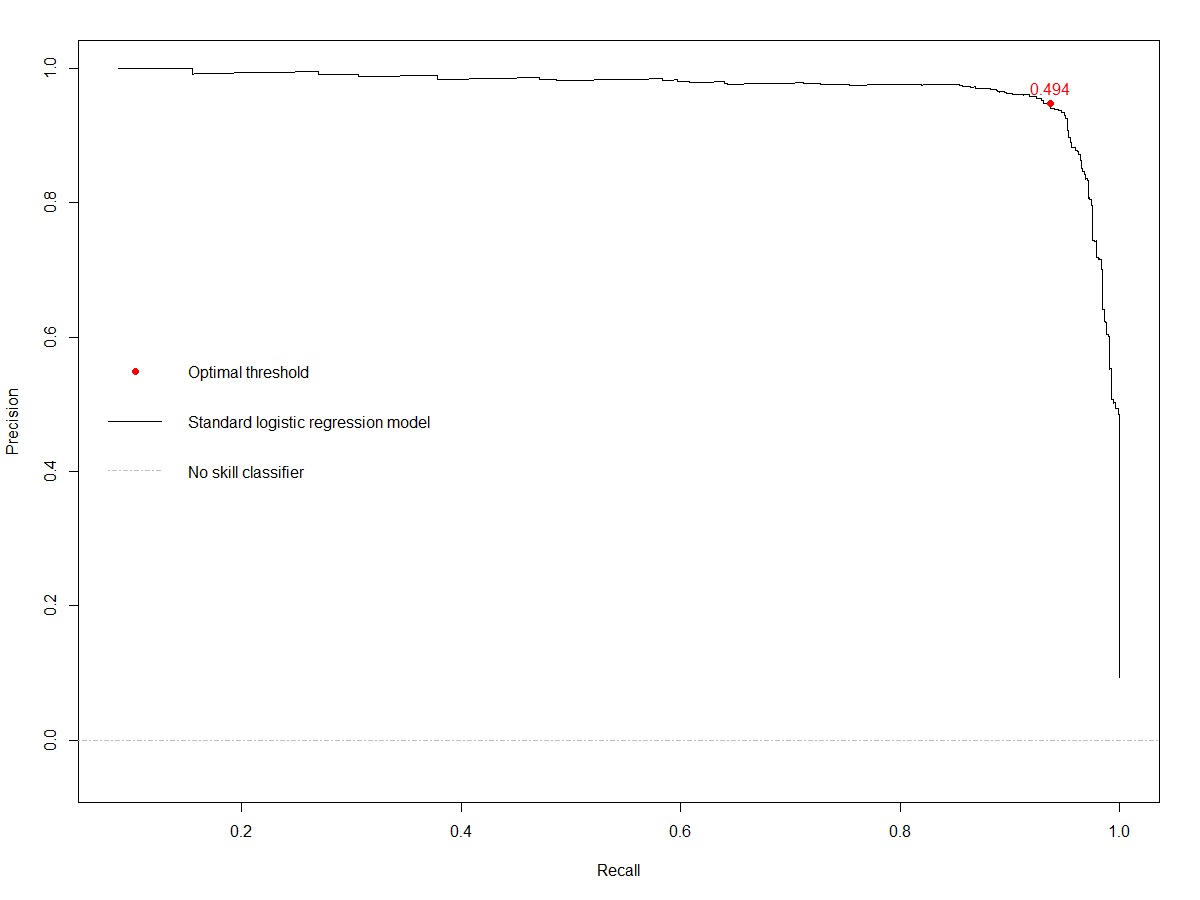 1.0
0.8
0.6
0.4
0.2
0.0
Precision
0.494
Optimal threshold
Standard logistic regression model
No skill classifier
0.2 0.4 0.6 0.8 1.0
Recall